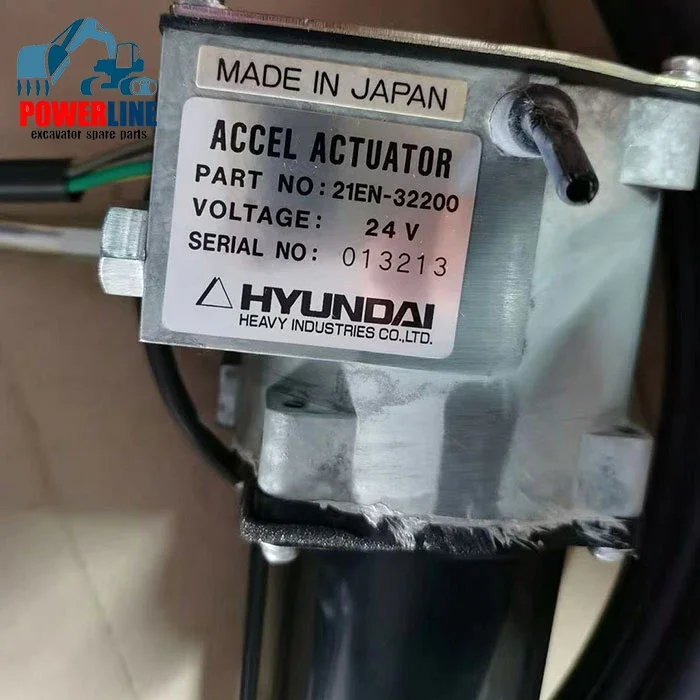 POWERLINE
excavator spare parts
MADE IN JAPAN
ACCEL ACTUATOR
PART NO: 21EN-32200
VOLTAGE: 24 V
SERIAL NO: 013213
HYUNDAI
HEAVY INDUSTRIES CO.,LTD.